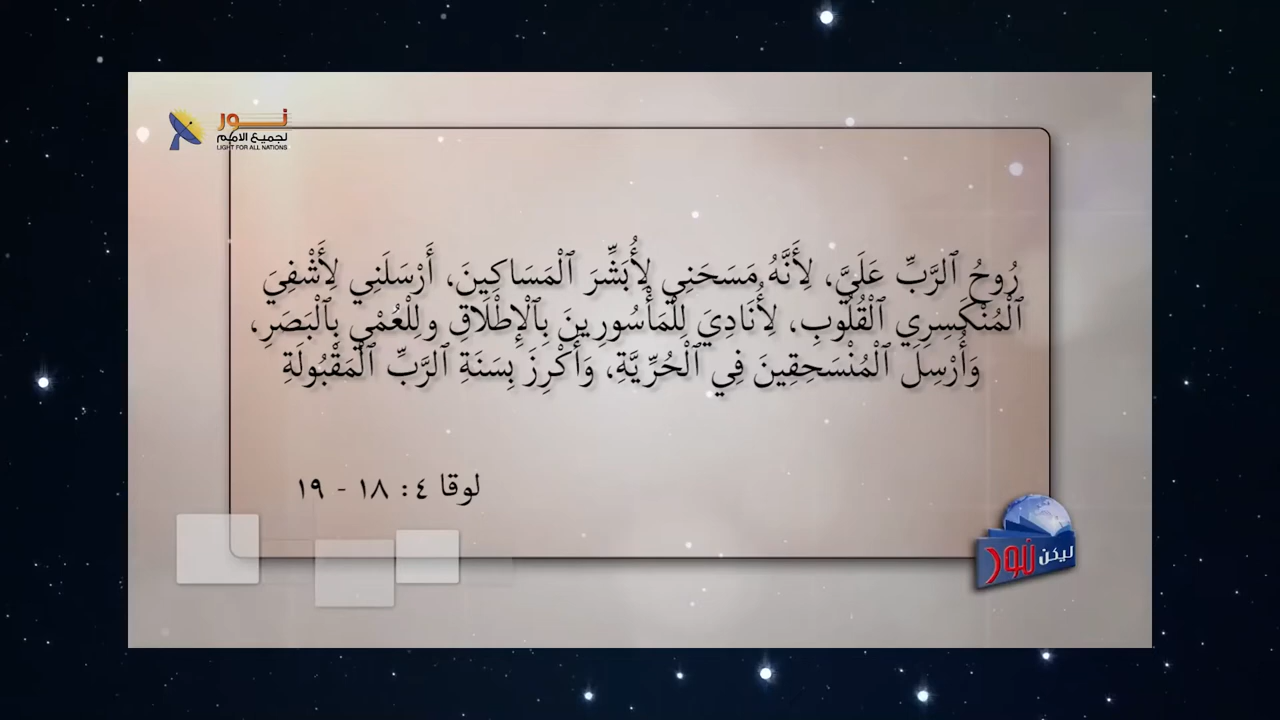 نور
لجميع الامم
LIGHT FOR ALL NATIONS
رُوحُ ٱلرَّبِّ عَلَيَّ، لِأَنَّهُ مَسَحَنِي لِأُبَشِّرَ ٱلْمَسَاكِينَ، أَرْسَلَنِي لِأَشْفِيَ
ٱلْمُنْكَسِرِي ٱلْقُلُوبِ، لِأُنَادِيَ لِلْمَأْسُورِينَ بِٱلْإِطْلَاقِ ولِلْعُمْيِ بِٱلْبَصَرِ،
وَأُرْسِلَ ٱلْمُنْسَحِقِينَ فِي ٱلْحُرِّيَّةِ، وَأَكْرِزَ بِسَنَةِ ٱلرَّبِّ ٱلْمَقْبُولَةِ
لوقا ٤: ١٨ - ١٩
ليكن نور